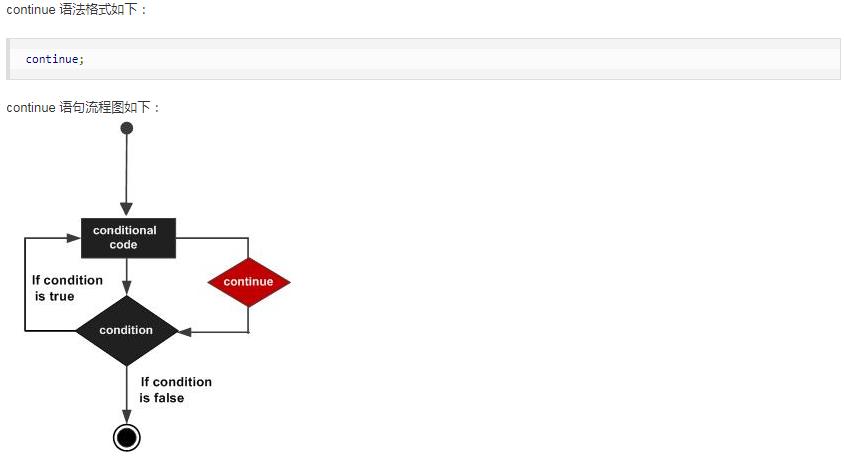 continue 语法格式如下：
continue;
continue 语句流程图如下：
conditional
code
continue
If condition
is true
condition
If condition
is false